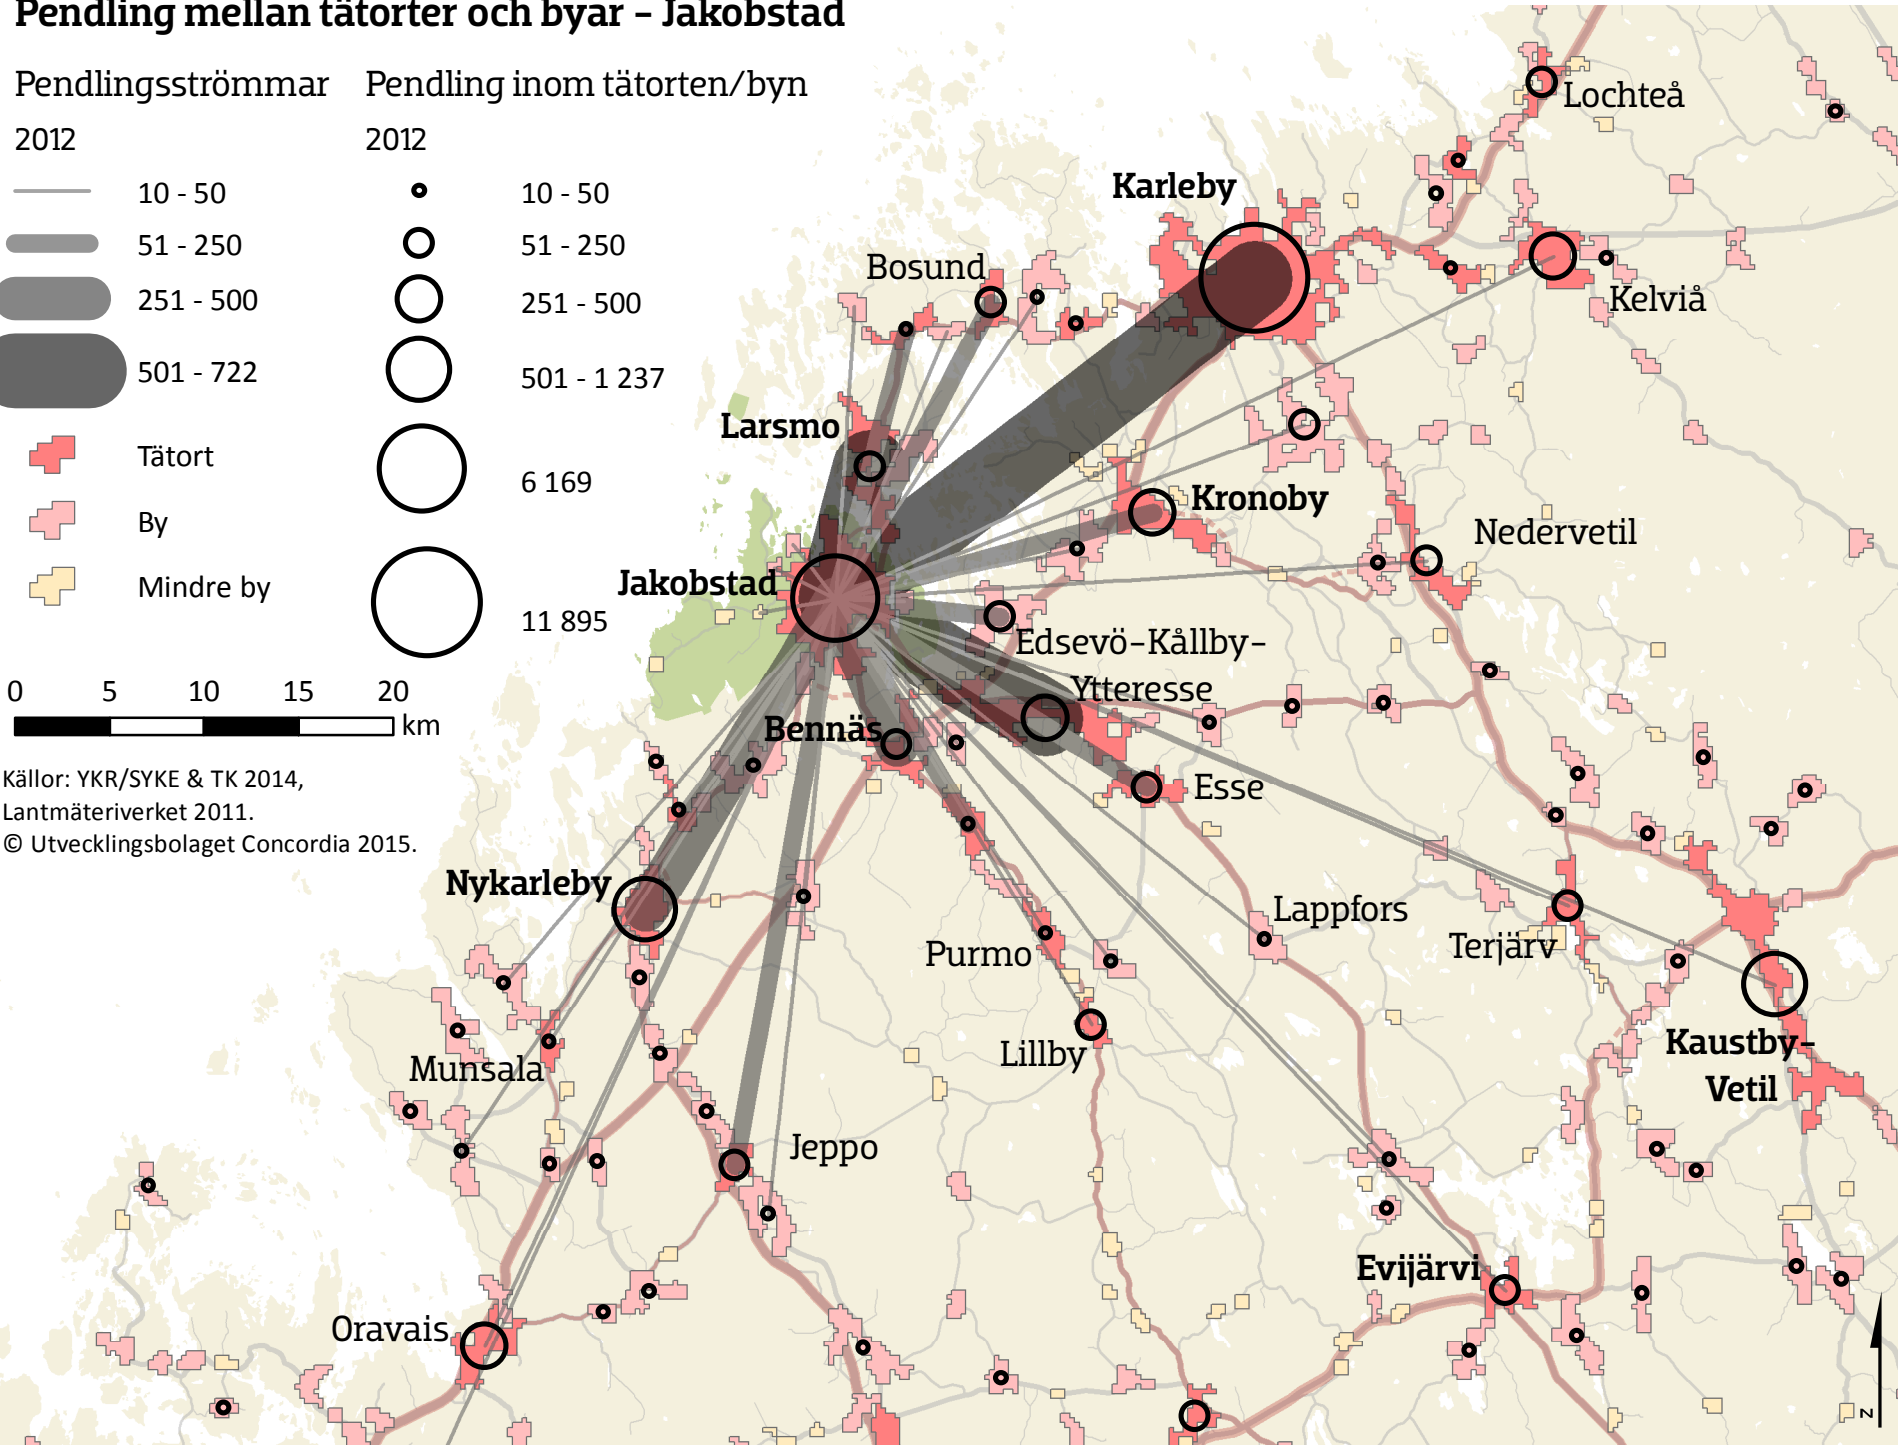 Pendling mellan tätorter och byar – Jakobstad
Pendlingsströmmar
2012
10 - 50
51 - 250
251 - 500
501 - 722
Tätort
By
Mindre by
Pendling inom tätorten/byn
2012
10 - 50
51 - 250
251 - 500
501 - 1 237
6 169
11 895
0 5 10 15 20
km
Källor: YKR/SYKE & TK 2014,
Lantmäteriverket 2011.
© Utvecklingsbolaget Concordia 2015.
Lochteå
Karleby
Bosund
Kelviå
Larsmo
Kronoby
Nedervetil
Jakobstad
Edsevö-Kållby-
Ytteresse
Bennäs
Esse
Nykarleby
Lappfors
Purmo
Terjärv
Lillby
Kaustby-
Vetil
Munsala
Jeppo
Evijärvi
Oravais
N